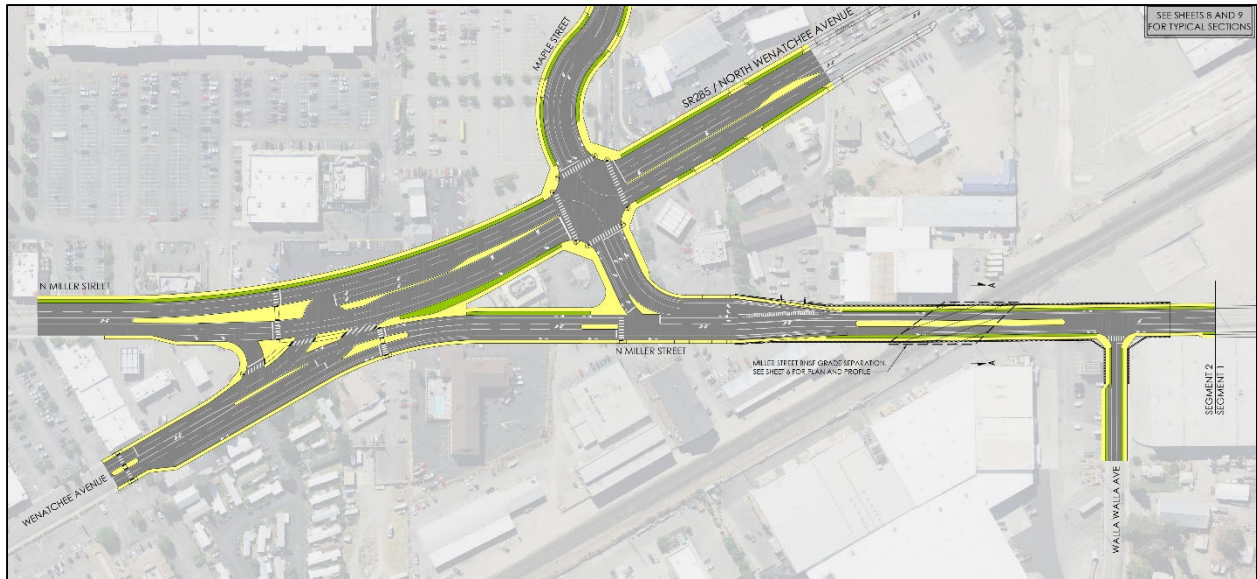 SEE SHEETS 8 AND 9
FOR TYPICAL SECTIONS
MAPLE STREET
SR285 / NORTH WENATCHEE AVENUE
N MILLER STREET
A
N MILLER STREET
MILLER STREET BNSF GRADE SEPARATION.
SEE SHEET 6 FOR PLAN AND PROFILE
A
SEGMENT 2
SEGMENT 1
WENATCHEE AVENUE
WALLA WALLA AVE